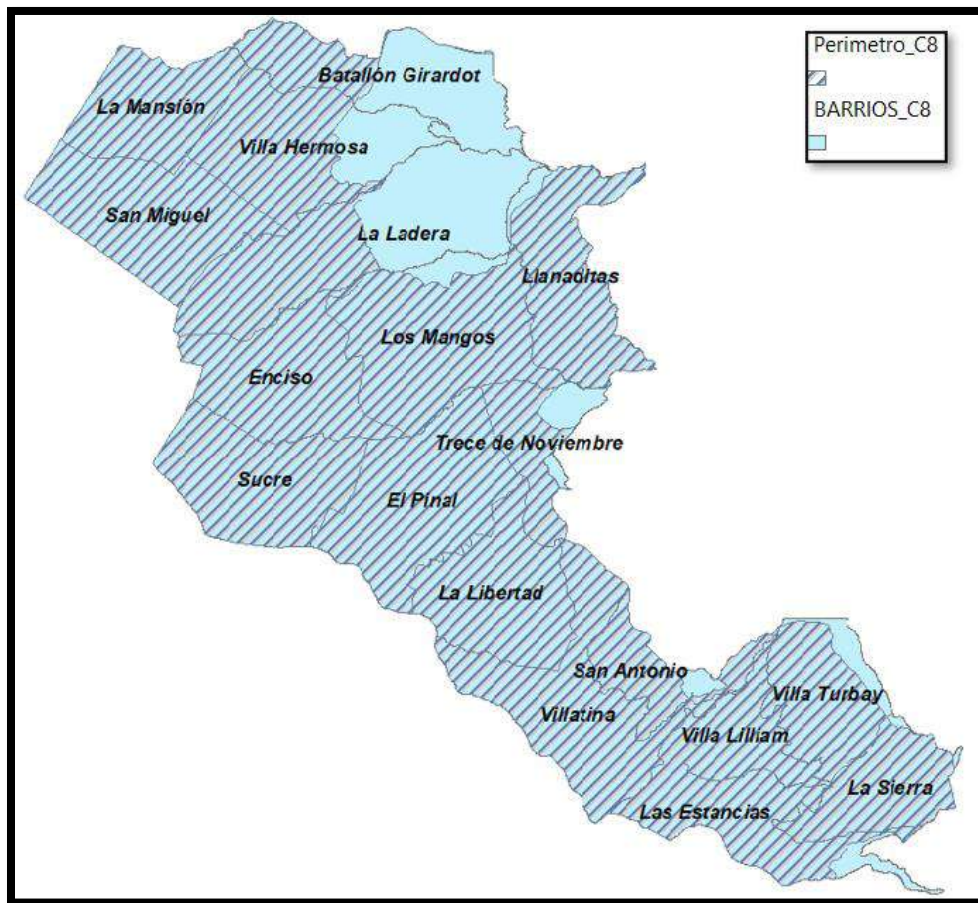 Perimetro_C8
BARRIOS_C8
Batallón Girardot
La Mansión
Villa Hermosa
San Miguel
La Ladera
Llanaditas
Los Mangos
Enciso
Trece de Noviembre
Sucre
El Pinal
La Libertad
San Antonio
Villa Turbay
Villatina
Villa Lilliam
La Sierra
Las Estancias